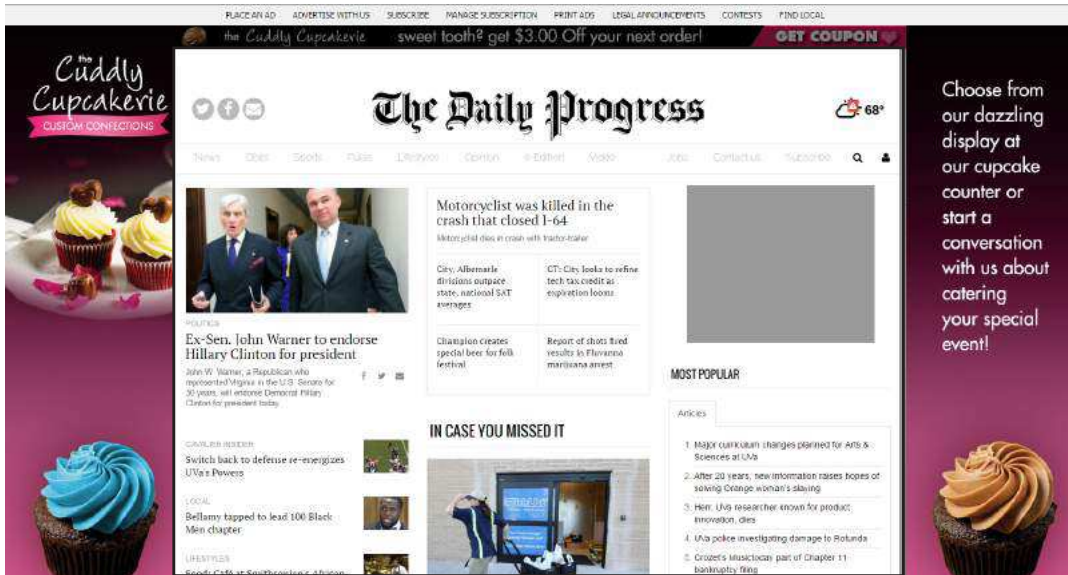 PLACE AN AD ADVERTISE WITH US SUBSCRIBE MANAGE SUBSCRIPTION PRINT ADS LEGAL ANNOUNCEMENTS CONTESTS FIND LOCAL
the Cuddly Cupcakerie sweet tooth? get $3.00 Off your next order! GET COUPON
the
Cuddly
Cupcakerie
CUSTOM CONFECTIONS
The Daily Progress
68°
News Obits Sports Rules Lifestyles Opinion e-Edition Video Jobs Contact us Subscribe
POLITICS
Ex-Sen. John Warner to endorse
Hillary Clinton for president
John W. Warner, a Republican who
represented Virginia in the U.S. Senate for
30 years, will endorse Democrat Hillary
Clinton for president today.
CAVALIER INSIDER
Switch back to defense re-energizes
UVa's Powers
LOCAL
Bellamy tapped to lead 100 Black
Men chapter
LIFESTYLES
Motorcyclist was killed in the
crash that closed I-64
Motorcyclist dies in crash with tractor-trailer
City, Albemarle
divisions outpace
state, national SAT
averages
CT: City looks to refine
tech tax credit as
expiration looms
Champion creates
special beer for folk
festival
Report of shots fired
results in Fluvanna
marijuana arrest
IN CASE YOU MISSED IT
MOST POPULAR
Articles
1. Major curriculum changes planned for Arts &
Sciences at UVa
2. After 20 years, new information raises hopes of
solving Orange woman's slaying
3. Herr, UVa researcher known for product
innovation, dies
4. UVa police investigating damage to Rotunda
5. Crozet's Musictoday part of Chapter 11
bankruptcy filing
Choose from
our dazzling
display at
our cupcake
counter or
start a
conversation
with us about
catering
your special
event!